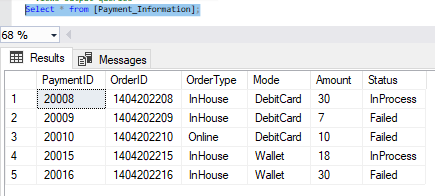 Select * from [Payment_Information];
68 %
Results Messages
PaymentID OrderID OrderType Mode Amount Status
1 20008 1404202208 InHouse DebitCard 30 InProcess
2 20009 1404202209 InHouse DebitCard 7 Failed
3 20010 1404202210 Online DebitCard 10 Failed
4 20015 1404202215 InHouse Wallet 18 InProcess
5 20016 1404202216 InHouse Wallet 30 Failed